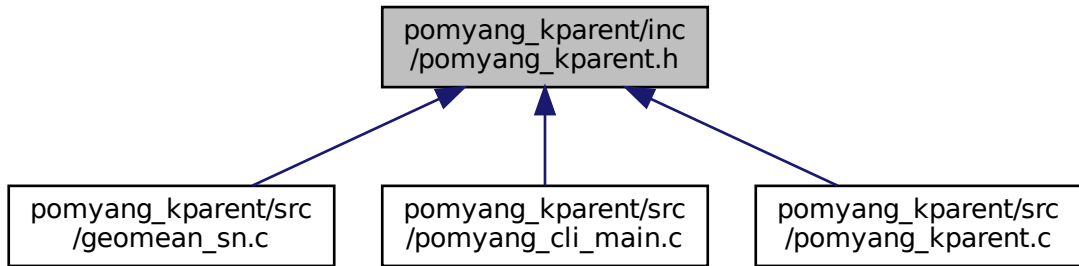 pomyang_kparent/inc
/pomyang_kparent.h
pomyang_kparent/src
/geomean_sn.c
pomyang_kparent/src
/pomyang_cli_main.c
pomyang_kparent/src
/pomyang_kparent.c